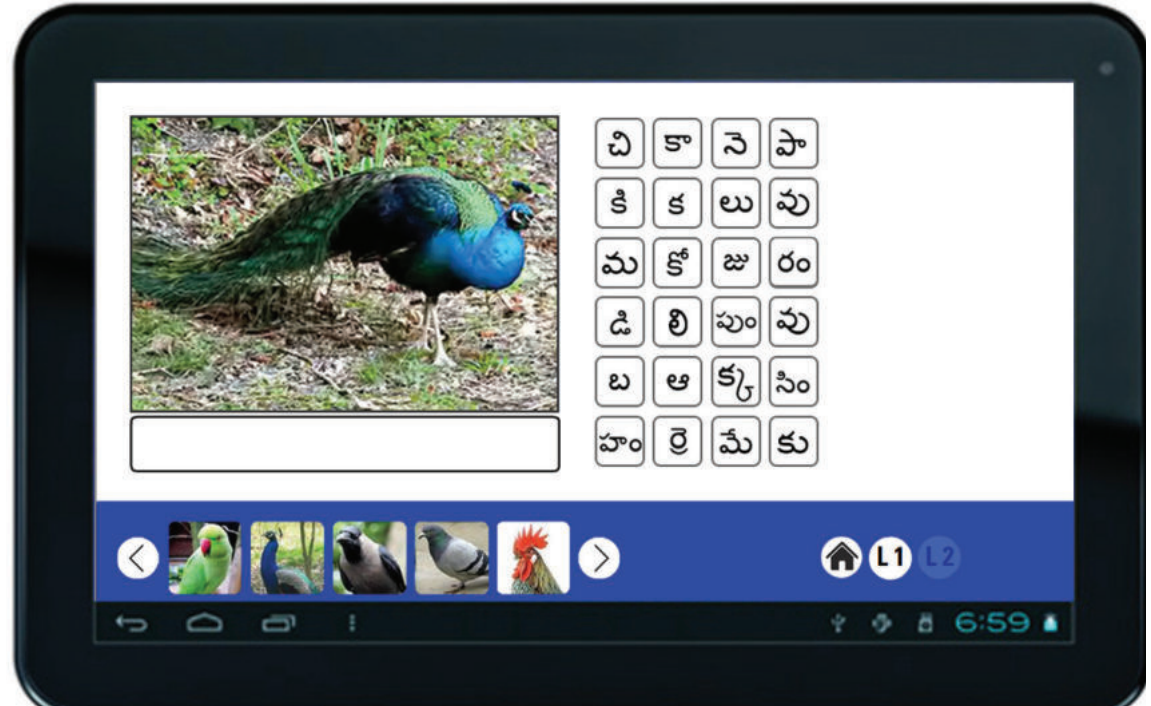 చి కా నె పా
కి క లు వు
మ కో జు రం
డి లి పుం వు
బ ఆ క్క సిం
హం ర్రె మే కు
L1 L2
6:59